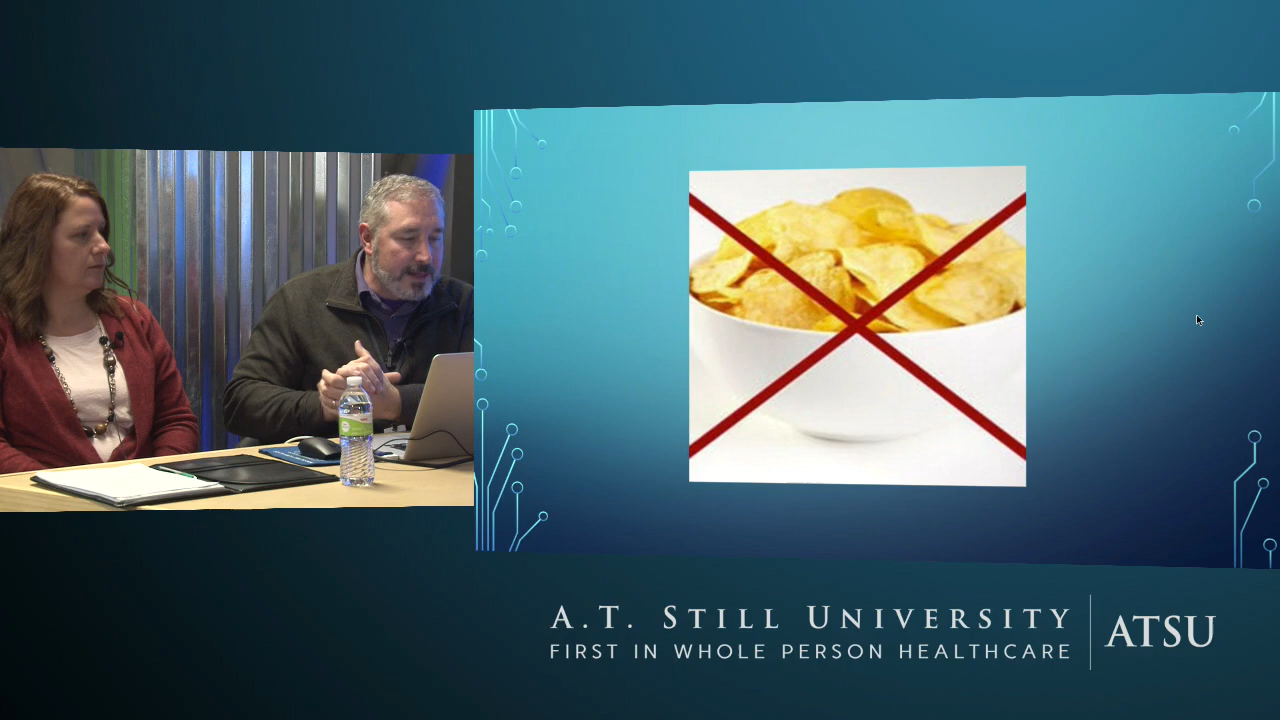 A.T. STILL UNIVERSITY
FIRST IN WHOLE PERSON HEALTHCARE
ATSU